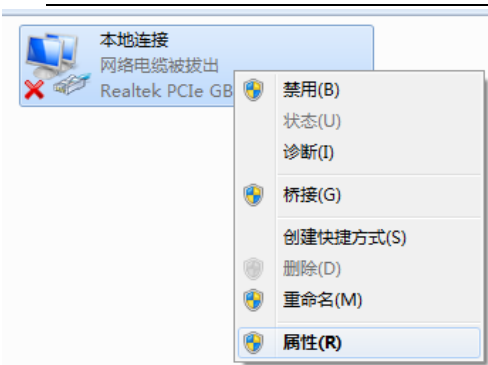 本地连接
网络电缆被拔出
Realtek PCIe GB
禁用(B)
状态(U)
诊断(I)
桥接(G)
创建快捷方式(S)
删除(D)
重命名(M)
属性(R)